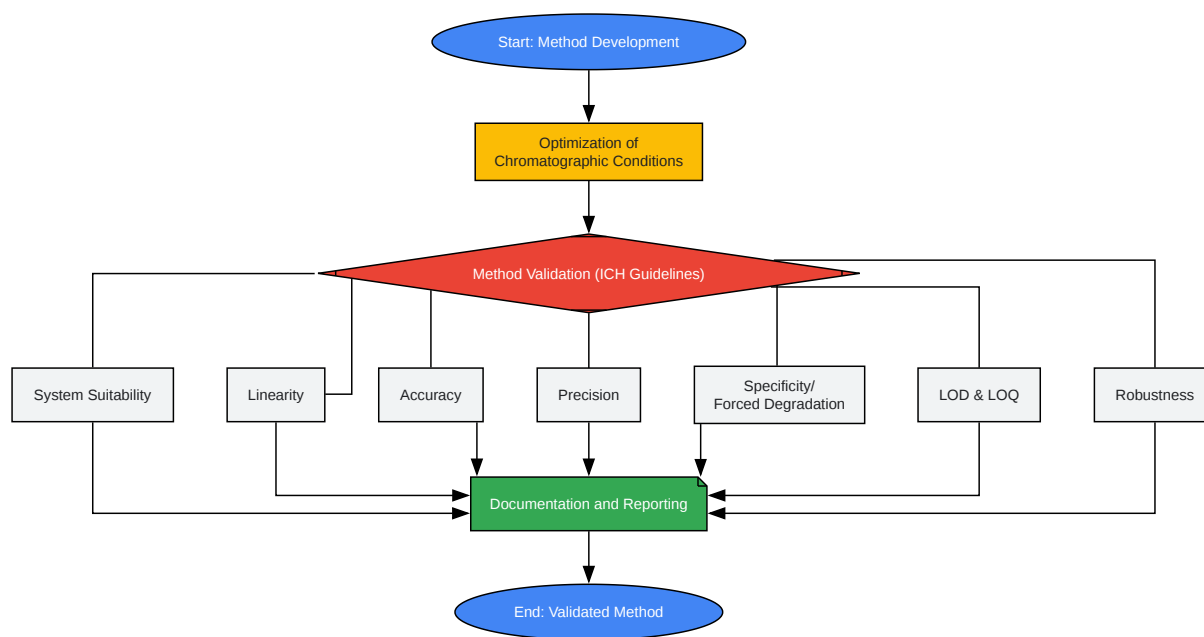 Start: Method Development
Optimization of
Chromatographic Conditions
Method Validation (ICH Guidelines)
System Suitability
Linearity
Accuracy
Precision
Specificity/
Forced Degradation
LOD & LOQ
Robustness
Documentation and Reporting
End: Validated Method